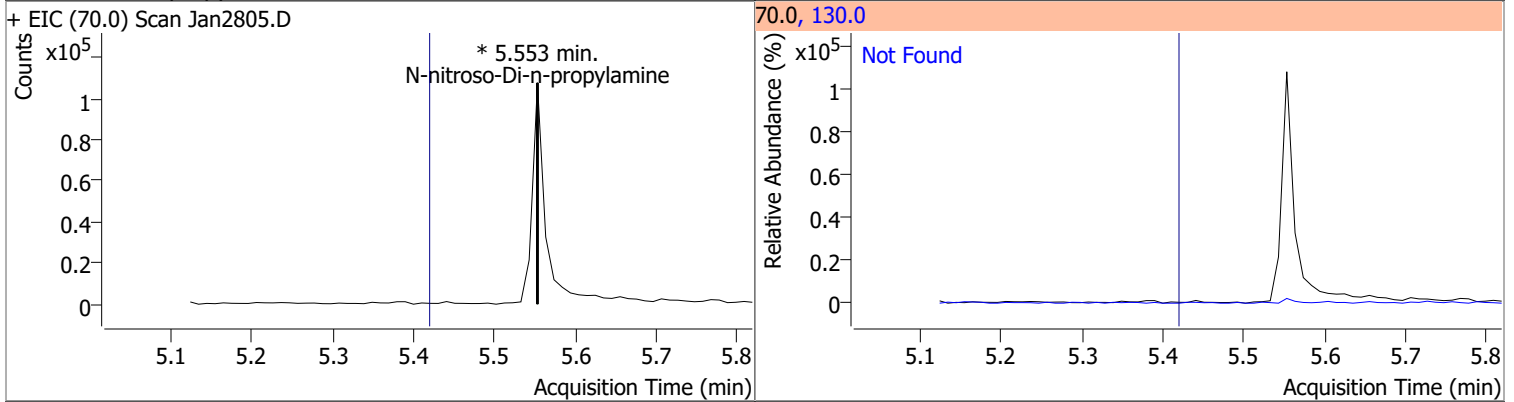 + EIC (70.0) Scan Jan2805.D
Counts
x10⁵
* 5.553 min.
N-nitroso-Di-n-propylamine
1
0.8
0.6
0.4
0.2
0
5.1 5.2 5.3 5.4 5.5 5.6 5.7 5.8
Acquisition Time (min)
70.0, 130.0
Relative Abundance (%)
x10⁵
Not Found
1
0.8
0.6
0.4
0.2
0
5.1 5.2 5.3 5.4 5.5 5.6 5.7 5.8
Acquisition Time (min)